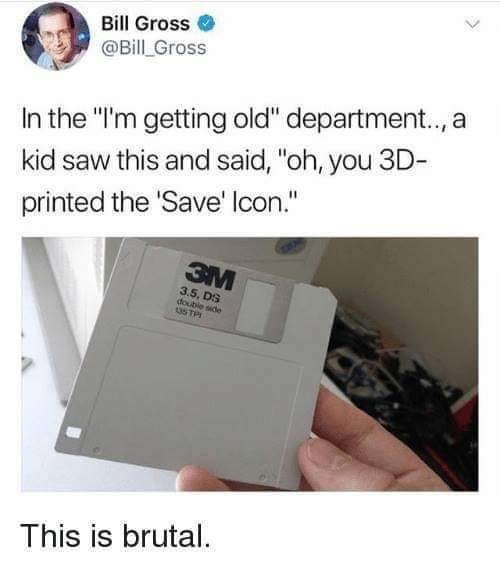 Bill Gross
@Bill_Gross
In the "I'm getting old" department.., a
kid saw this and said, "oh, you 3D-
printed the 'Save' Icon."
3M
3.5, DS
double side
135 TPI
This is brutal.